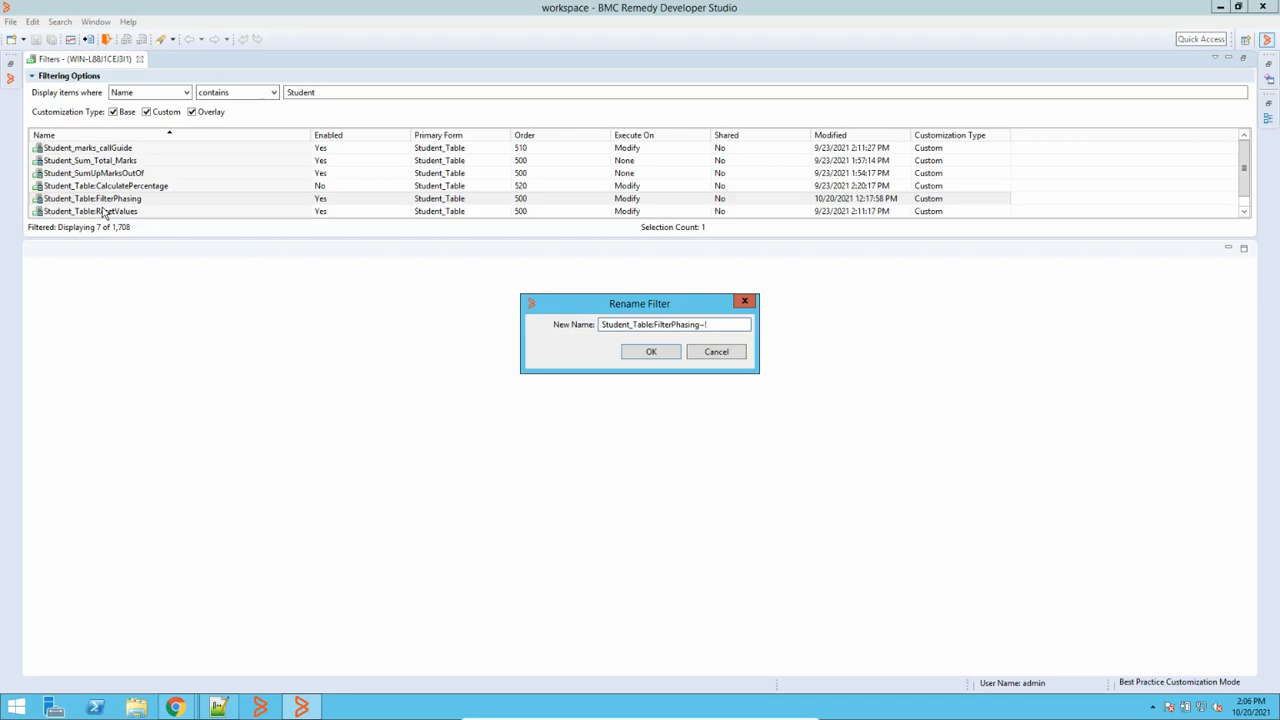 workspace - BMC Remedy Developer Studio
File Edit Search Window Help
Quick Access
Filters - (WIN-L88J1CEJ3I1)
Filtering Options
Display items where Name contains Student
Customization Type: Base Custom Overlay
Name Enabled Primary Form Order Execute On Shared Modified Customization Type
Student_marks_callGuide Yes Student_Table 510 Modify No 9/23/2021 2:11:27 PM Custom
Student_Sum_Total_Marks Yes Student_Table 500 None No 9/23/2021 1:57:14 PM Custom
Student_SumUpMarksOutOf Yes Student_Table 500 None No 9/23/2021 1:54:17 PM Custom
Student_Table:CalculatePercentage No Student_Table 520 Modify No 9/23/2021 2:20:17 PM Custom
Student_Table:FilterPhasing Yes Student_Table 500 Modify No 10/20/2021 12:17:58 PM Custom
Yes Student_Table 500 Modify No 9/23/2021 2:11:17 PM Custom
Filtered: Displaying 7 of 1,708 Selection Count: 1
Rename Filter
New Name: Student_Table:FilterPhasing~!
OK Cancel
User Name: admin Best Practice Customization Mode
2:06 PM
10/20/2021